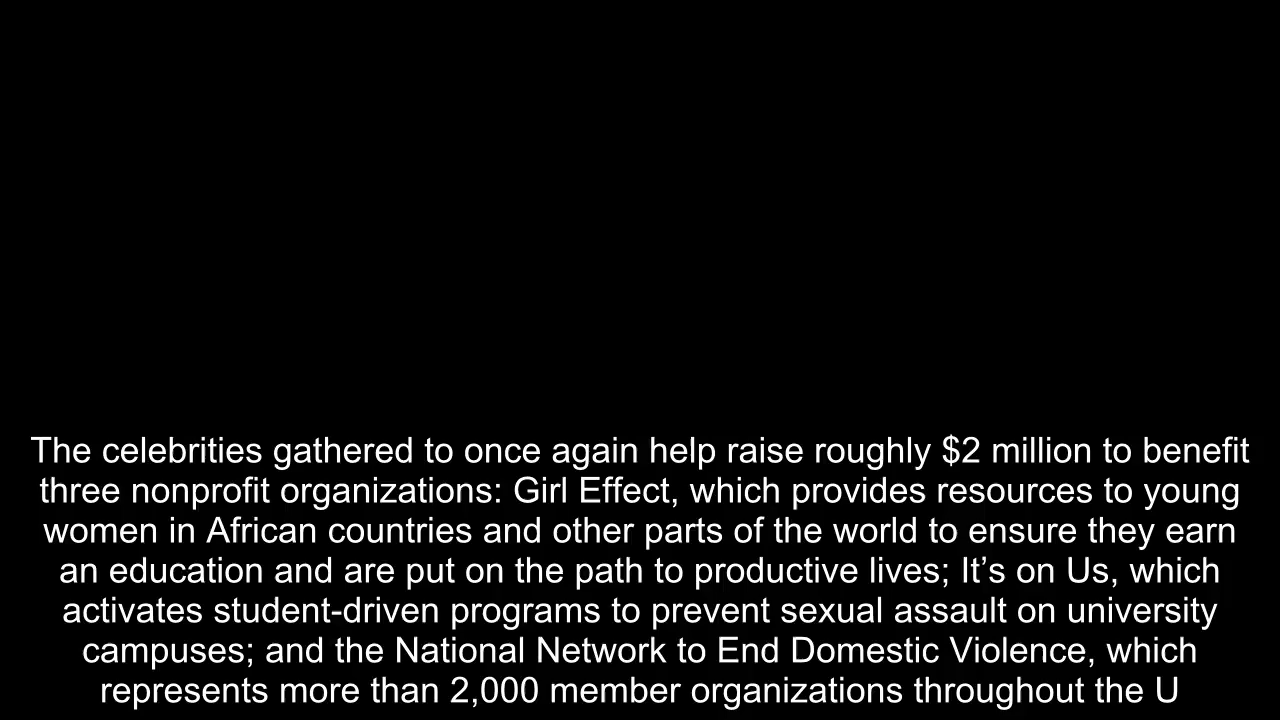 The celebrities gathered to once again help raise roughly $2 million to benefit
three nonprofit organizations: Girl Effect, which provides resources to young
women in African countries and other parts of the world to ensure they earn
an education and are put on the path to productive lives; It’s on Us, which
activates student-driven programs to prevent sexual assault on university
campuses; and the National Network to End Domestic Violence, which
represents more than 2,000 member organizations throughout the U